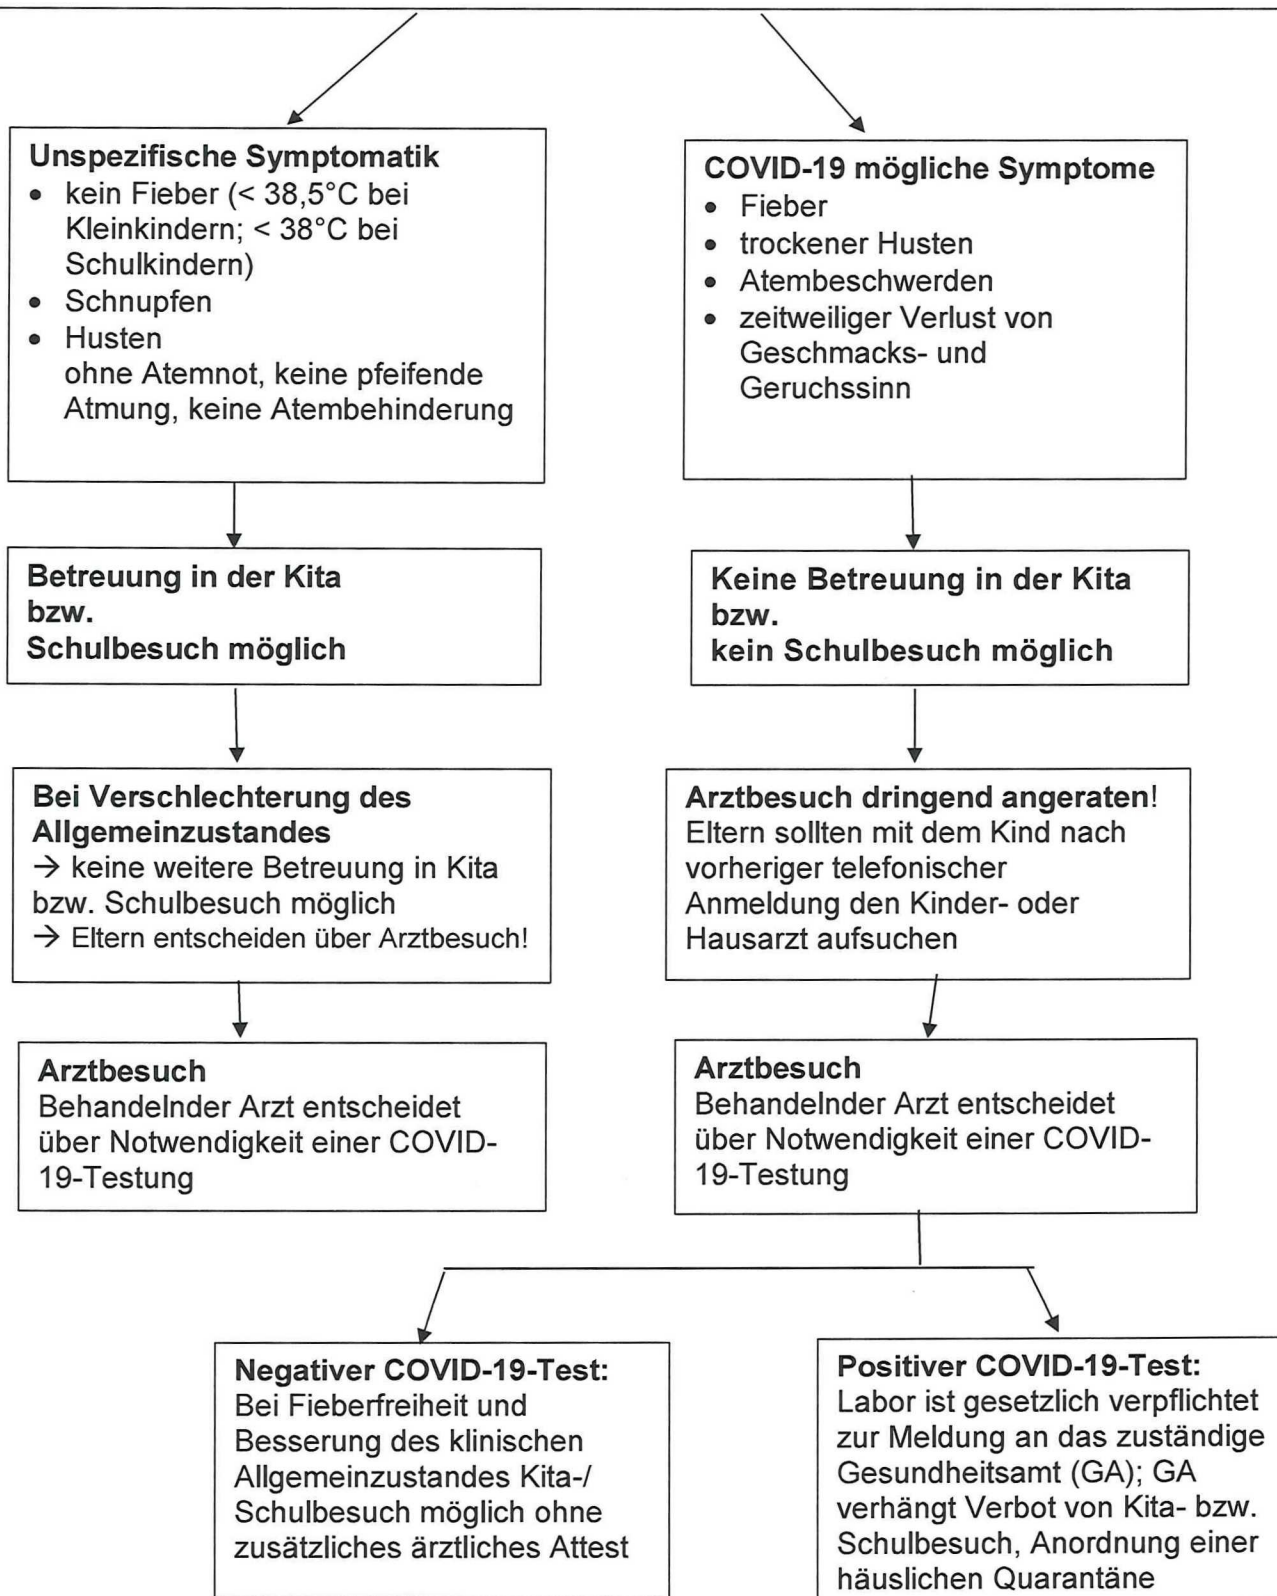 Unspezifische Symptomatik
• kein Fieber (< 38,5°C bei
Kleinkindern; < 38°C bei
Schulkindern)
• Schnupfen
• Husten
ohne Atemnot, keine pfeifende
Atmung, keine Atembehinderung
COVID-19 mögliche Symptome
• Fieber
• trockener Husten
• Atembeschwerden
• zeitweiliger Verlust von
Geschmacks- und
Geruchssinn
Betreuung in der Kita
bzw.
Schulbesuch möglich
Keine Betreuung in der Kita
bzw.
kein Schulbesuch möglich
Bei Verschlechterung des
Allgemeinzustandes
→ keine weitere Betreuung in Kita
bzw. Schulbesuch möglich
→ Eltern entscheiden über Arztbesuch!
Arztbesuch dringend angeraten!
Eltern sollten mit dem Kind nach
vorheriger telefonischer
Anmeldung den Kinder- oder
Hausarzt aufsuchen
Arztbesuch
Behandelnder Arzt entscheidet
über Notwendigkeit einer COVID-
19-Testung
Arztbesuch
Behandelnder Arzt entscheidet
über Notwendigkeit einer COVID-
19-Testung
Negativer COVID-19-Test:
Bei Fieberfreiheit und
Besserung des klinischen
Allgemeinzustandes Kita-/
Schulbesuch möglich ohne
zusätzliches ärztliches Attest
Positiver COVID-19-Test:
Labor ist gesetzlich verpflichtet
zur Meldung an das zuständige
Gesundheitsamt (GA); GA
verhängt Verbot von Kita- bzw.
Schulbesuch, Anordnung einer
häuslichen Quarantäne